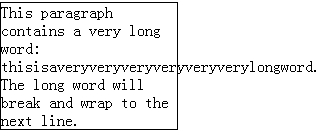 This paragraph
contains a very long
word:
thisisaveryveryveryveryveryverylongword.
The long word will
break and wrap to the
next line.